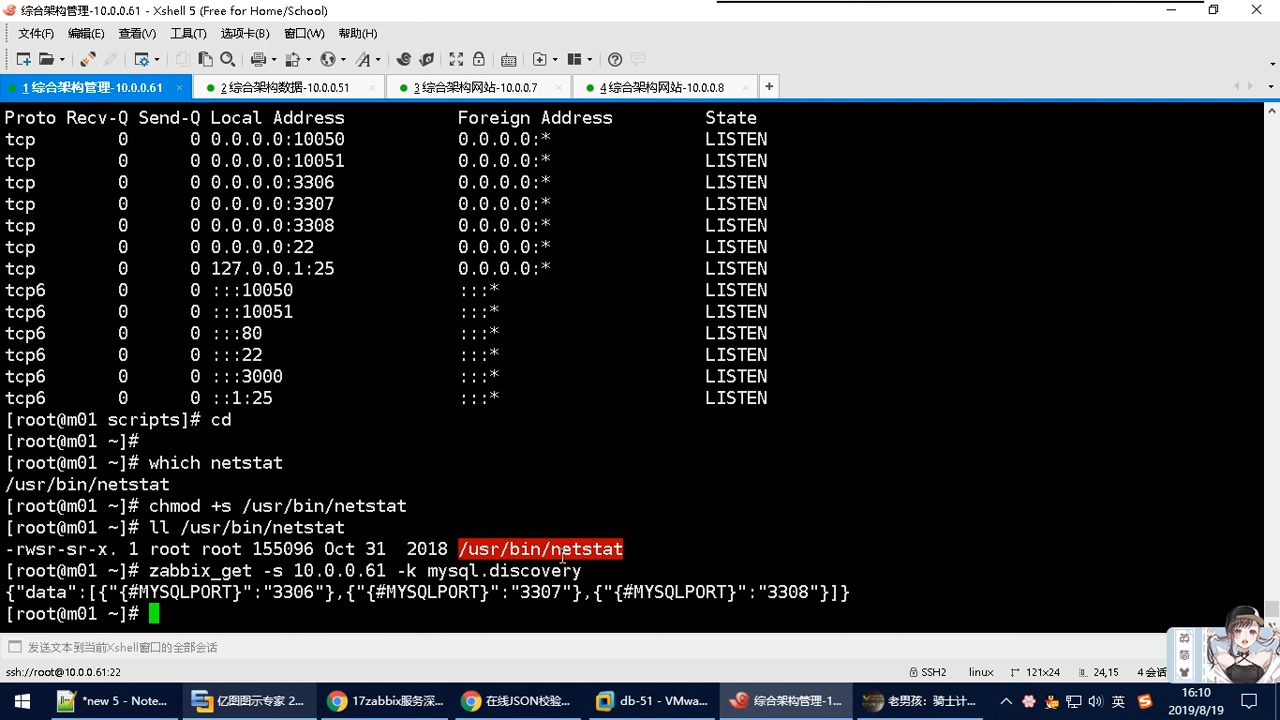 综合架构管理-10.0.0.61 - Xshell 5 (Free for Home/School)
文件(F) 编辑(E) 查看(V) 工具(T) 选项卡(B) 窗口(W) 帮助(H)
1 综合架构管理-10.0.0.61 × 2 综合架构数据-10.0.0.51 × 3 综合架构网站-10.0.0.7 × 4 综合架构网站-10.0.0.8 × +
Proto Recv-Q Send-Q Local Address Foreign Address State
tcp 0 0 0.0.0.0:10050 0.0.0.0:* LISTEN
tcp 0 0 0.0.0.0:10051 0.0.0.0:* LISTEN
tcp 0 0 0.0.0.0:3306 0.0.0.0:* LISTEN
tcp 0 0 0.0.0.0:3307 0.0.0.0:* LISTEN
tcp 0 0 0.0.0.0:3308 0.0.0.0:* LISTEN
tcp 0 0 0.0.0.0:22 0.0.0.0:* LISTEN
tcp 0 0 127.0.0.1:25 0.0.0.0:* LISTEN
tcp6 0 0 :::10050 :::* LISTEN
tcp6 0 0 :::10051 :::* LISTEN
tcp6 0 0 :::80 :::* LISTEN
tcp6 0 0 :::22 :::* LISTEN
tcp6 0 0 :::3000 :::* LISTEN
tcp6 0 0 ::1:25 :::* LISTEN
[root@m01 scripts]# cd
[root@m01 ~]#
[root@m01 ~]# which netstat
/usr/bin/netstat
[root@m01 ~]# chmod +s /usr/bin/netstat
[root@m01 ~]# ll /usr/bin/netstat
-rwsr-sr-x. 1 root root 155096 Oct 31  2018 /usr/bin/netstat
[root@m01 ~]# zabbix_get -s 10.0.0.61 -k mysql.discovery
{"data":[{"{#MYSQLPORT}":"3306"},{"{#MYSQLPORT}":"3307"},{"{#MYSQLPORT}":"3308"}]}
[root@m01 ~]#
发送文本到当前Xshell窗口的全部会话
英
简
ssh://root@10.0.0.61:22 SSH2 linux 121x24 24,15 4 会话
*new 5 - Note... 亿图图示专家 2... 17zabbix服务深... 在线JSON校验... db-51 - VMwa... 综合架构管理-1... 老男孩：骑士计... 英
16:10
2019/8/19